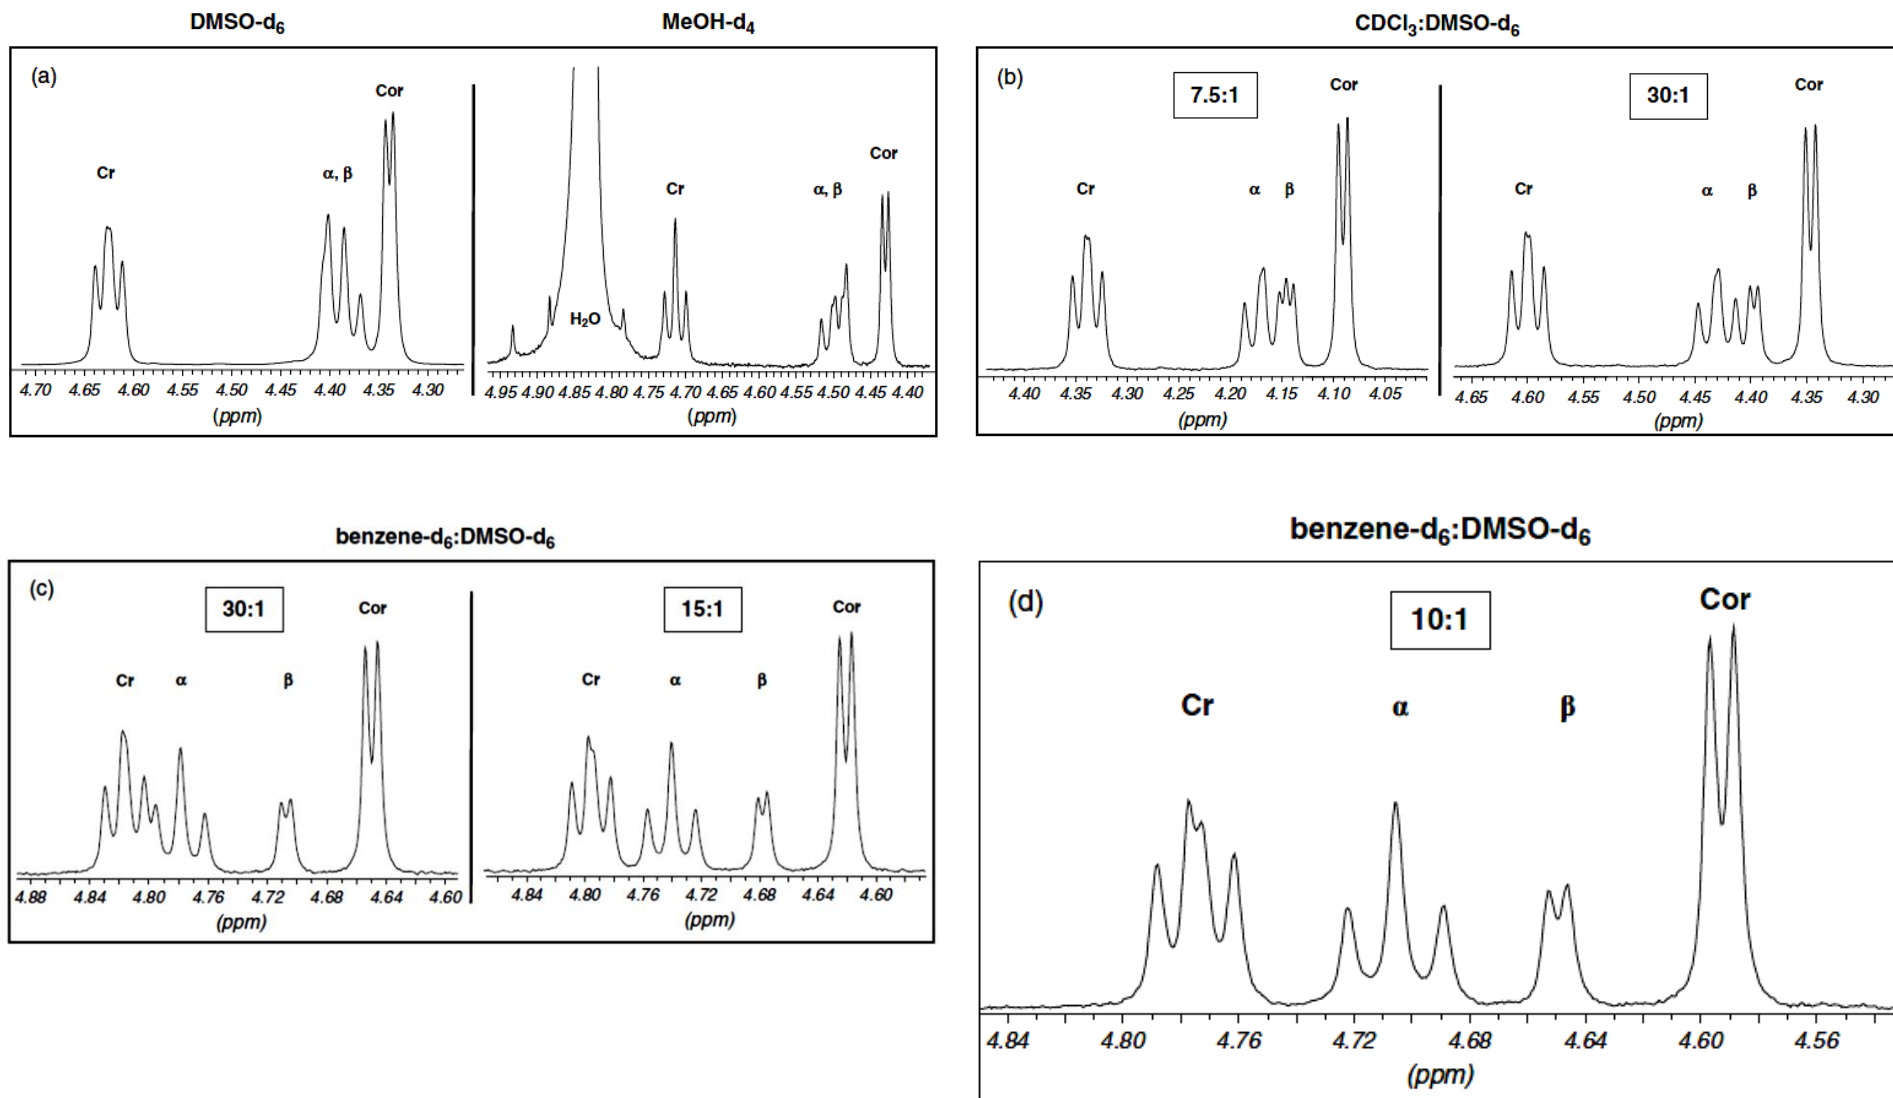 DMSO-d6
MeOH-d4
(a)
Cr
α, β
Cor
H2O
Cr
α, β
Cor
4.70 4.65 4.60 4.55 4.50 4.45 4.40 4.35 4.30
(ppm)
4.95 4.90 4.85 4.80 4.75 4.70 4.65 4.60 4.55 4.50 4.45 4.40
(ppm)
CDCl3:DMSO-d6
(b)
7.5:1
Cr
α
β
Cor
4.40 4.35 4.30 4.25 4.20 4.15 4.10 4.05
(ppm)
30:1
Cr
α
β
Cor
4.65 4.60 4.55 4.50 4.45 4.40 4.35 4.30
(ppm)
benzene-d6:DMSO-d6
(c)
30:1
Cr
α
β
Cor
4.88 4.84 4.80 4.76 4.72 4.68 4.64 4.60
(ppm)
15:1
Cr
α
β
Cor
4.84 4.80 4.76 4.72 4.68 4.64 4.60
(ppm)
benzene-d6:DMSO-d6
(d)
10:1
Cr
α
β
Cor
4.84 4.80 4.76 4.72 4.68 4.64 4.60 4.56
(ppm)